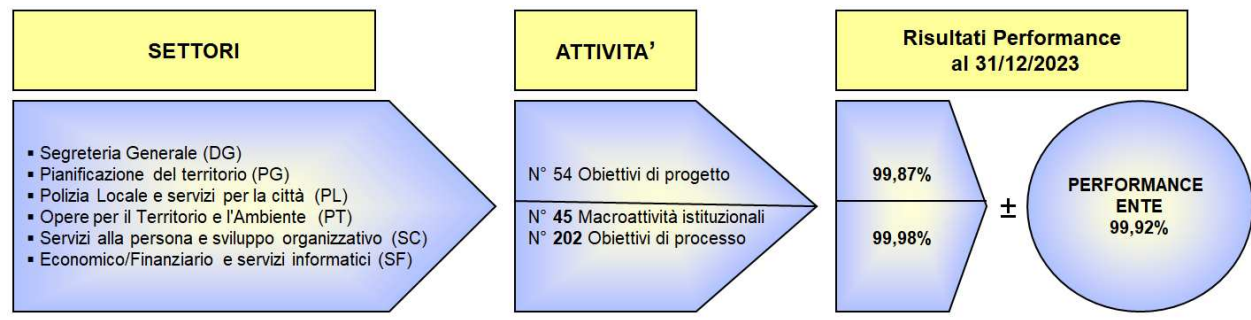 SETTORI
ATTIVITA’
Risultati Performance
al 31/12/2023
▪ Segreteria Generale (DG)
▪ Pianificazione del territorio (PG)
▪ Polizia Locale e servizi per la città (PL)
▪ Opere per il Territorio e l'Ambiente (PT)
▪ Servizi alla persona e sviluppo organizzativo (SC)
▪ Economico/Finanziario e servizi informatici (SF)
N° 54 Obiettivi di progetto
N° 45 Macroattività istituzionali
N° 202 Obiettivi di processo
99,87%
99,98%
±
PERFORMANCE
ENTE
99,92%